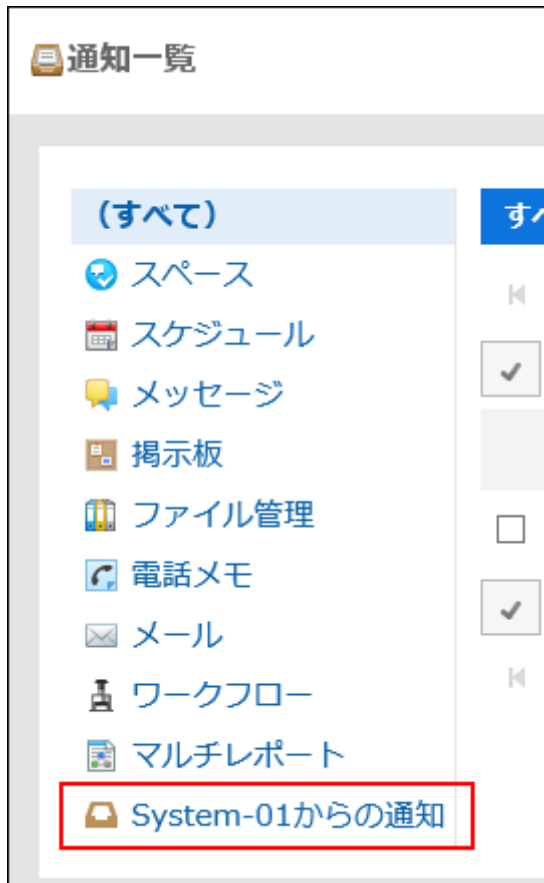 通知一覧
(すべて)
すべ
スペース
スケジュール
メッセージ
掲示板
ファイル管理
電話メモ
メール
ワークフロー
マルチレポート
System-01からの通知